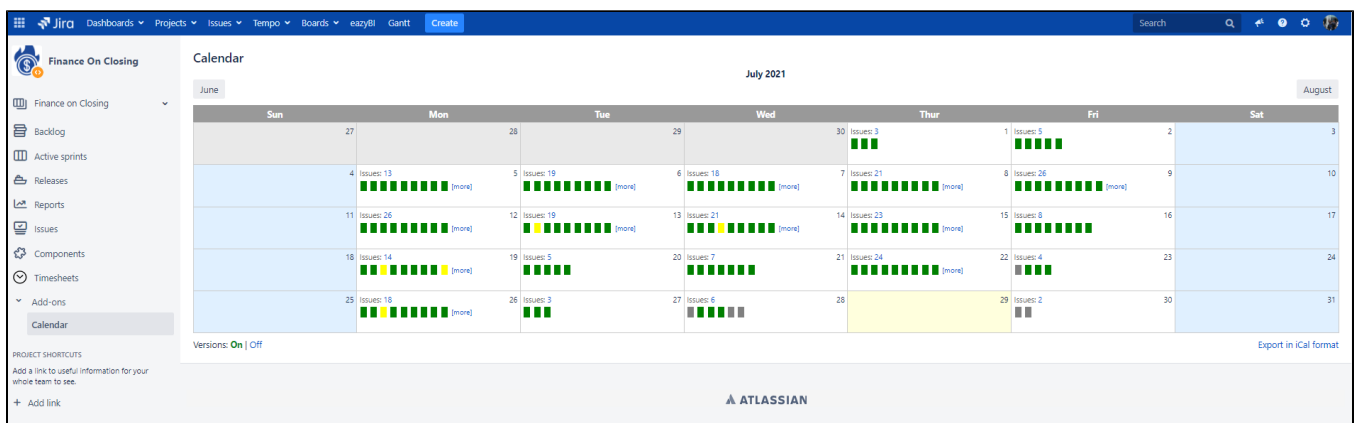 Jira Dashboards Projects Issues Tempo Boards eazyBI Gantt Create Search
Finance On Closing
Finance on Closing
Backlog
Active sprints
Releases
Reports
Issues
Components
Timesheets
Add-ons
Calendar
PROJECT SHORTCUTS
Add a link to useful information for your
whole team to see.
+ Add link
Calendar
July 2021
June August
Sun Mon Tue Wed Thur Fri Sat
27 28 29 30 Issues: 3 1 Issues: 5 2 3
4 Issues: 13 5 Issues: 19 6 Issues: 18 7 Issues: 21 8 Issues: 26 9 10
[more] [more] [more] [more] [more]
11 Issues: 26 12 Issues: 19 13 Issues: 21 14 Issues: 23 15 Issues: 8 16 17
[more] [more] [more] [more]
18 Issues: 14 19 Issues: 5 20 Issues: 7 21 Issues: 24 22 Issues: 4 23 24
[more] [more]
25 Issues: 18 26 Issues: 3 27 Issues: 6 28 29 Issues: 2 30 31
[more]
Versions: On | Off Export in iCal format
ATLASSIAN